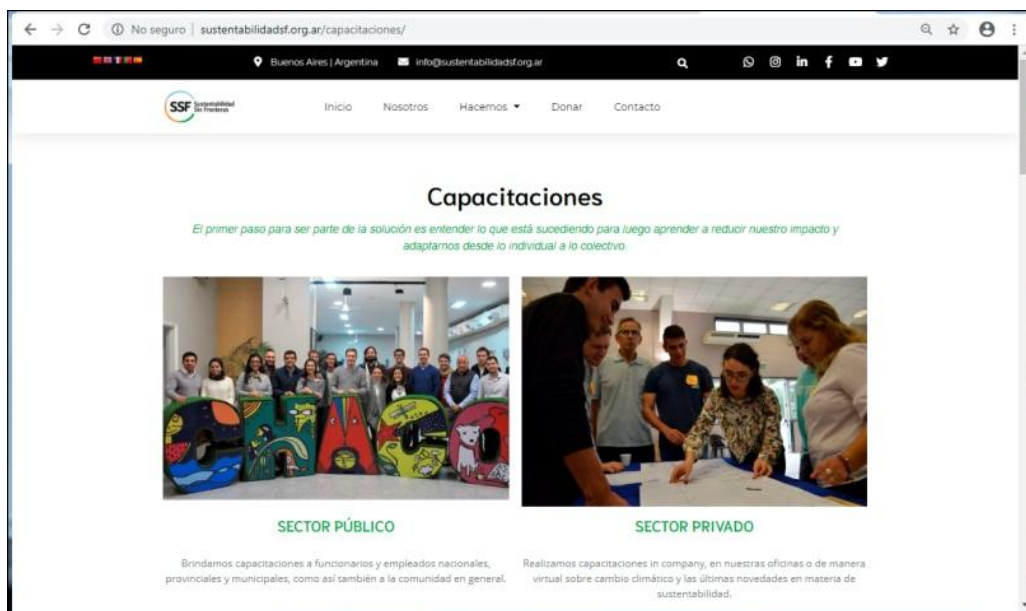 No seguro | sustentabilidadsf.org.ar/capacitaciones/
Buenos Aires | Argentina info@sustentabilidadsf.org.ar
SSF Sustentabilidad Sin Fronteras
Inicio Nosotros Hacemos Donar Contacto
Capacitaciones
El primer paso para ser parte de la solución es entender lo que está sucediendo para luego aprender a reducir nuestro impacto y
adaptarnos desde lo individual a lo colectivo.
CHACO
SECTOR PÚBLICO
Brindamos capacitaciones a funcionarios y empleados nacionales,
provinciales y municipales, como así también a la comunidad en general.
SECTOR PRIVADO
Realizamos capacitaciones in company, en nuestras oficinas o de manera
virtual sobre cambio climático y las últimas novedades en materia de
sustentabilidad.